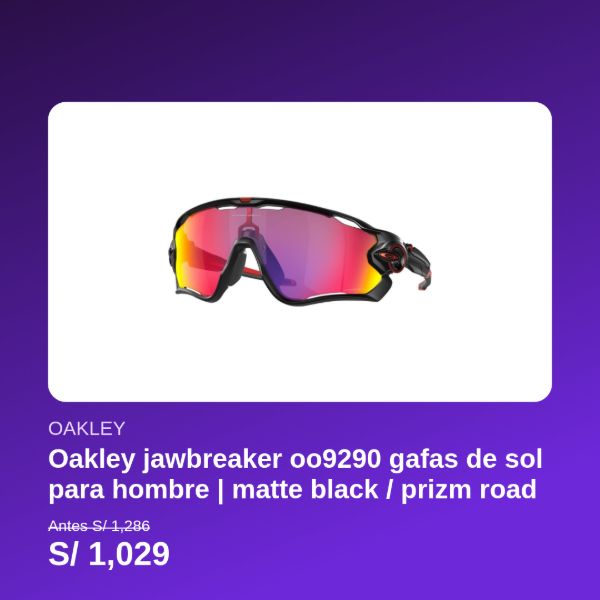 OAKLEY
Oakley jawbreaker oo9290 gafas de sol
para hombre | matte black / prizm road
Antes S/ 1,286
S/ 1,029